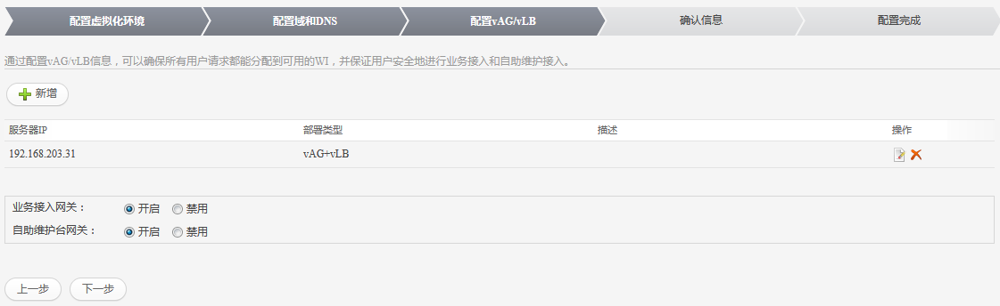 配置虚拟化环境 配置域和DNS 配置vAG/vLB 确认信息 配置完成
通过配置vAG/vLB信息，可以确保所有用户请求都能分配到可用的WI，并保证用户安全地进行业务接入和自助维护接入。
新增
服务器IP 部署类型 描述 操作
192.168.203.31 vAG+vLB
业务接入网关： 开启 禁用
自助维护台网关： 开启 禁用
上一步 下一步